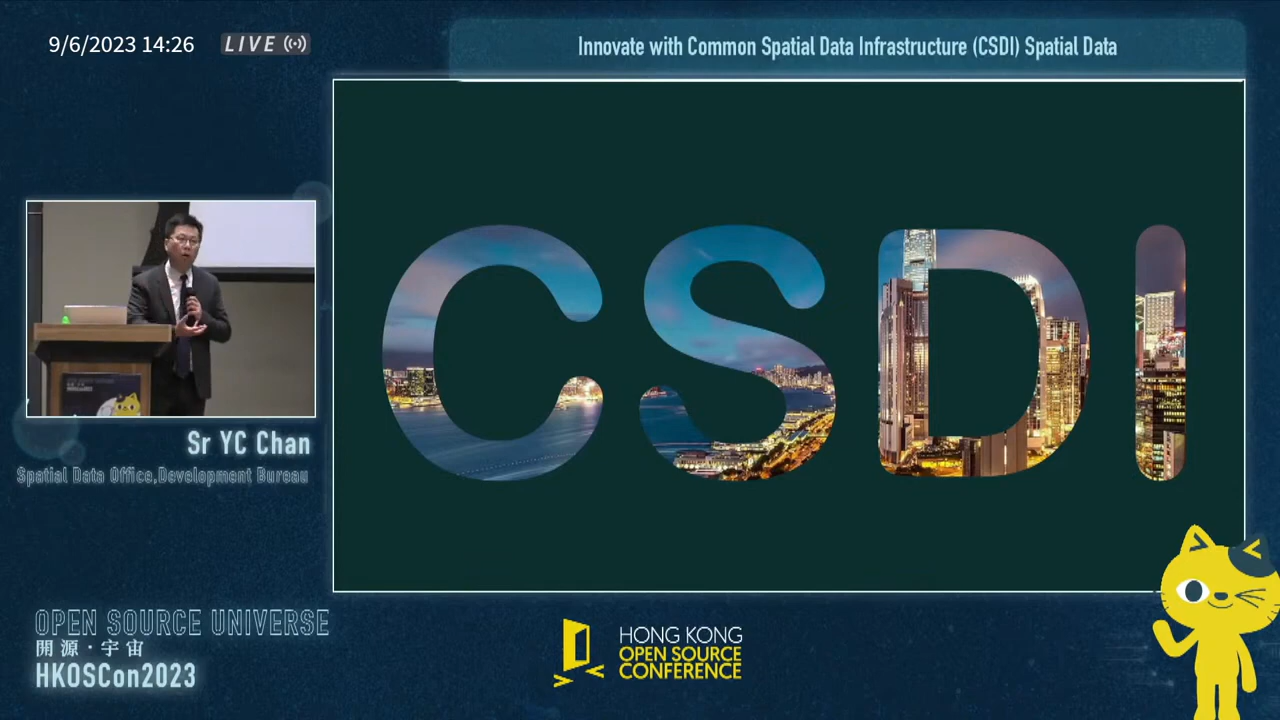 9/6/2023 14:26
LIVE
Innovate with Common Spatial Data Infrastructure (CSDI) Spatial Data
CSDI
Sr YC Chan
Spatial Data Office,Development Bureau
OPEN SOURCE UNIVERSE
開源·宇宙
HKOSCon2023
HONG KONG
OPEN SOURCE
CONFERENCE